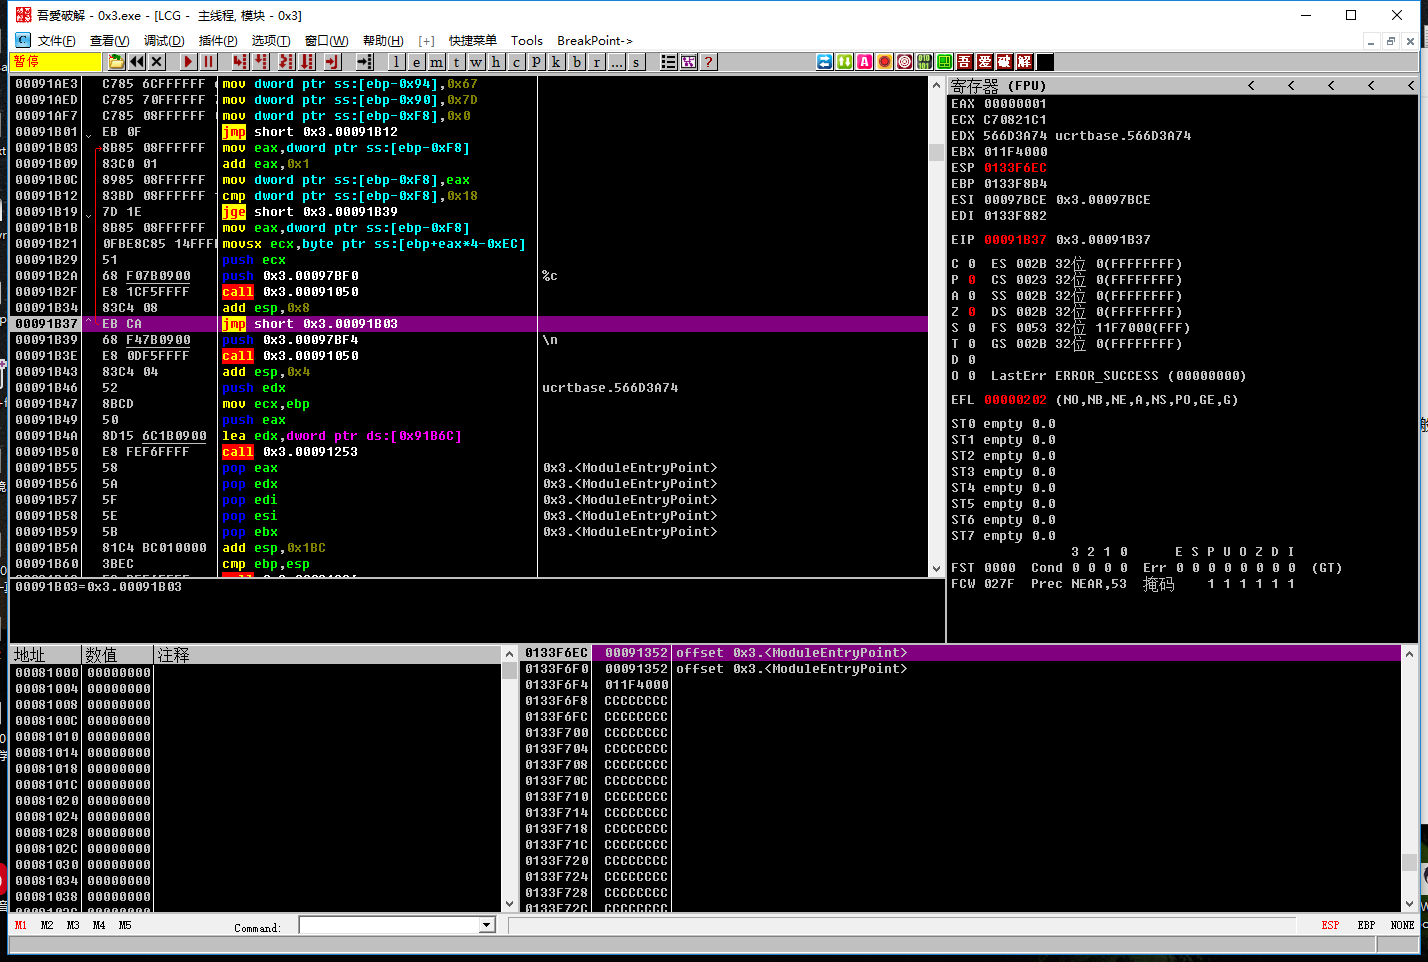 吾愛破解 - 0x3.exe - [LCG - 主线程, 模块 - 0x3]
文件(F) 查看(V) 调试(D) 插件(P) 选项(T) 窗口(W) 帮助(H) [+] 快捷菜单 Tools BreakPoint->
暂停 l e m t w h c p k b r ... s ? 吾 爱 破 解
00091AE3 C785 6CFFFFFF mov dword ptr ss:[ebp-0x94],0x67
00091AED C785 70FFFFFF mov dword ptr ss:[ebp-0x90],0x7D
00091AF7 C785 08FFFFFF mov dword ptr ss:[ebp-0xF8],0x0
00091B01 EB 0F jmp short 0x3.00091B12
00091B03 8B85 08FFFFFF mov eax,dword ptr ss:[ebp-0xF8]
00091B09 83C0 01 add eax,0x1
00091B0C 8985 08FFFFFF mov dword ptr ss:[ebp-0xF8],eax
00091B12 83BD 08FFFFFF cmp dword ptr ss:[ebp-0xF8],0x18
00091B19 7D 1E jge short 0x3.00091B39
00091B1B 8B85 08FFFFFF mov eax,dword ptr ss:[ebp-0xF8]
00091B21 0FBE8C85 14FFF movsx ecx,byte ptr ss:[ebp+eax*4-0xEC]
00091B29 51 push ecx
00091B2A 68 F07B0900 push 0x3.00097BF0 %c
00091B2F E8 1CF5FFFF call 0x3.00091050
00091B34 83C4 08 add esp,0x8
00091B37 EB CA jmp short 0x3.00091B03
00091B39 68 F47B0900 push 0x3.00097BF4 \n
00091B3E E8 0DF5FFFF call 0x3.00091050
00091B43 83C4 04 add esp,0x4
00091B46 52 push edx ucrtbase.566D3A74
00091B47 8BCD mov ecx,ebp
00091B49 50 push eax
00091B4A 8D15 6C1B0900 lea edx,dword ptr ds:[0x91B6C]
00091B50 E8 FEF6FFFF call 0x3.00091253
00091B55 58 pop eax 0x3.<ModuleEntryPoint>
00091B56 5A pop edx 0x3.<ModuleEntryPoint>
00091B57 5F pop edi 0x3.<ModuleEntryPoint>
00091B58 5E pop esi 0x3.<ModuleEntryPoint>
00091B59 5B pop ebx 0x3.<ModuleEntryPoint>
00091B5A 81C4 BC010000 add esp,0x1BC
00091B60 3BEC cmp ebp,esp
00091B03=0x3.00091B03
寄存器 (FPU) < < < < <
EAX 00000001
ECX C70821C1
EDX 566D3A74 ucrtbase.566D3A74
EBX 011F4000
ESP 0133F6EC
EBP 0133F8B4
ESI 00097BCE 0x3.00097BCE
EDI 0133F882
EIP 00091B37 0x3.00091B37
C 0 ES 002B 32位 0(FFFFFFFF)
P 0 CS 0023 32位 0(FFFFFFFF)
A 0 SS 002B 32位 0(FFFFFFFF)
Z 0 DS 002B 32位 0(FFFFFFFF)
S 0 FS 0053 32位 11F7000(FFF)
T 0 GS 002B 32位 0(FFFFFFFF)
D 0
O 0 LastErr ERROR_SUCCESS (00000000)
EFL 00000202 (NO,NB,NE,A,NS,PO,GE,G)
ST0 empty 0.0
ST1 empty 0.0
ST2 empty 0.0
ST3 empty 0.0
ST4 empty 0.0
ST5 empty 0.0
ST6 empty 0.0
ST7 empty 0.0
3 2 1 0 E S P U O Z D I
FST 0000 Cond 0 0 0 0 Err 0 0 0 0 0 0 0 0 (GT)
FCW 027F Prec NEAR,53 掩码 1 1 1 1 1 1
地址 数值 注释
00081000 00000000
00081004 00000000
00081008 00000000
0008100C 00000000
00081010 00000000
00081014 00000000
00081018 00000000
0008101C 00000000
00081020 00000000
00081024 00000000
00081028 00000000
0008102C 00000000
00081030 00000000
00081034 00000000
00081038 00000000
0133F6EC 00091352 offset 0x3.<ModuleEntryPoint>
0133F6F0 00091352 offset 0x3.<ModuleEntryPoint>
0133F6F4 011F4000
0133F6F8 CCCCCCCC
0133F6FC CCCCCCCC
0133F700 CCCCCCCC
0133F704 CCCCCCCC
0133F708 CCCCCCCC
0133F70C CCCCCCCC
0133F710 CCCCCCCC
0133F714 CCCCCCCC
0133F718 CCCCCCCC
0133F71C CCCCCCCC
0133F720 CCCCCCCC
0133F724 CCCCCCCC
0133F728 CCCCCCCC
0133F72C CCCCCCCC
M1 M2 M3 M4 M5 Command: ESP EBP NONE